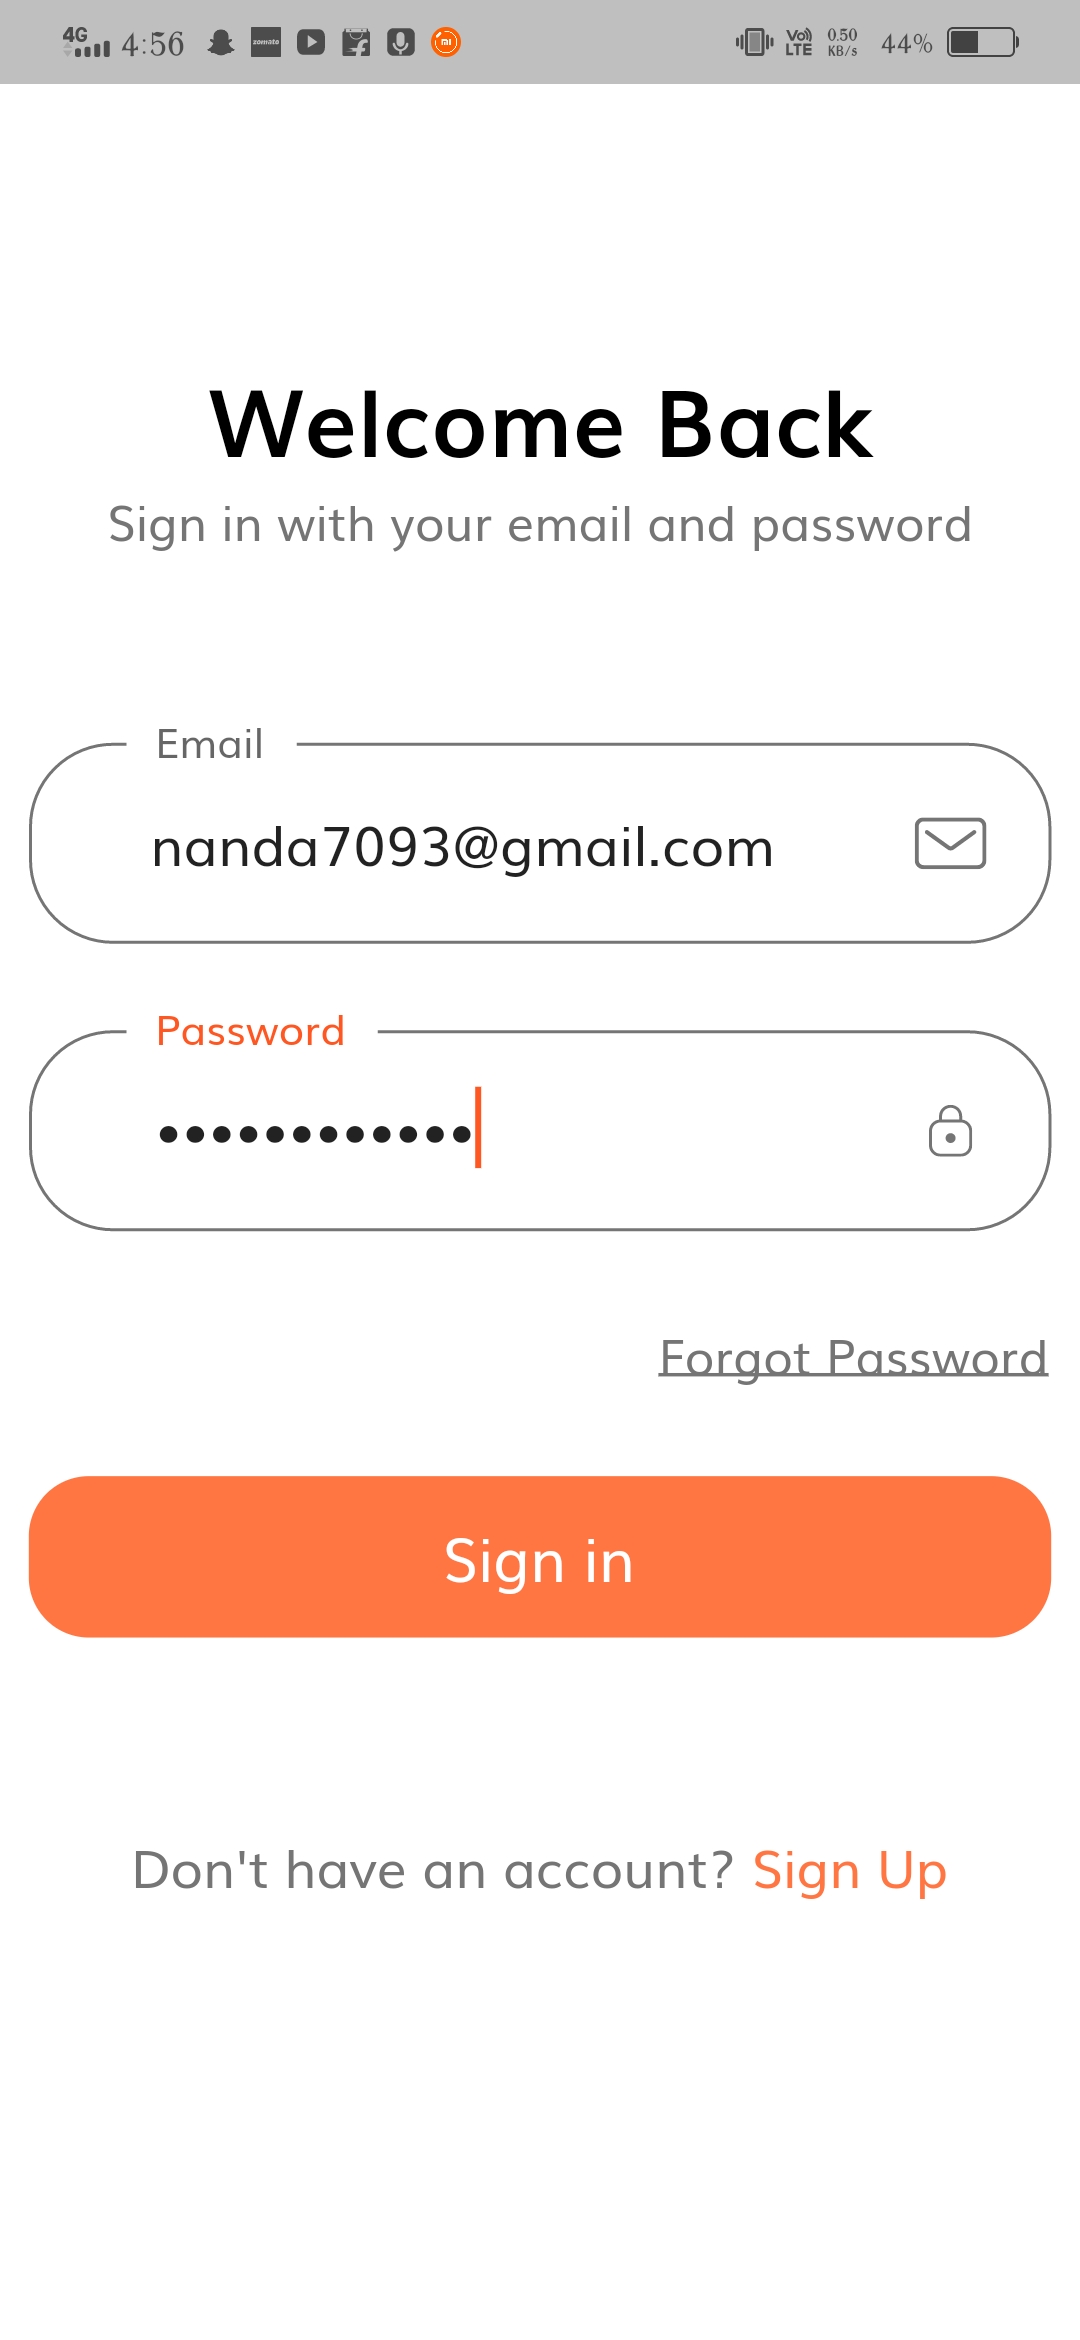 4G 4:56 zomato Vo)) LTE 0.50 KB/s 44%
Welcome Back
Sign in with your email and password
Email
nanda7093@gmail.com
Password
••••••••••••
Forgot Password
Sign in
Don't have an account? Sign Up